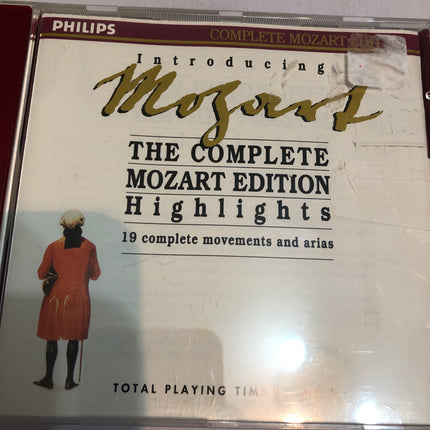 PHILIPS
COMPLETE MOZART
Introducing
Mozart
THE COMPLETE
MOZART EDITION
Highlights
19 complete movements and arias
TOTAL PLAYING TIME